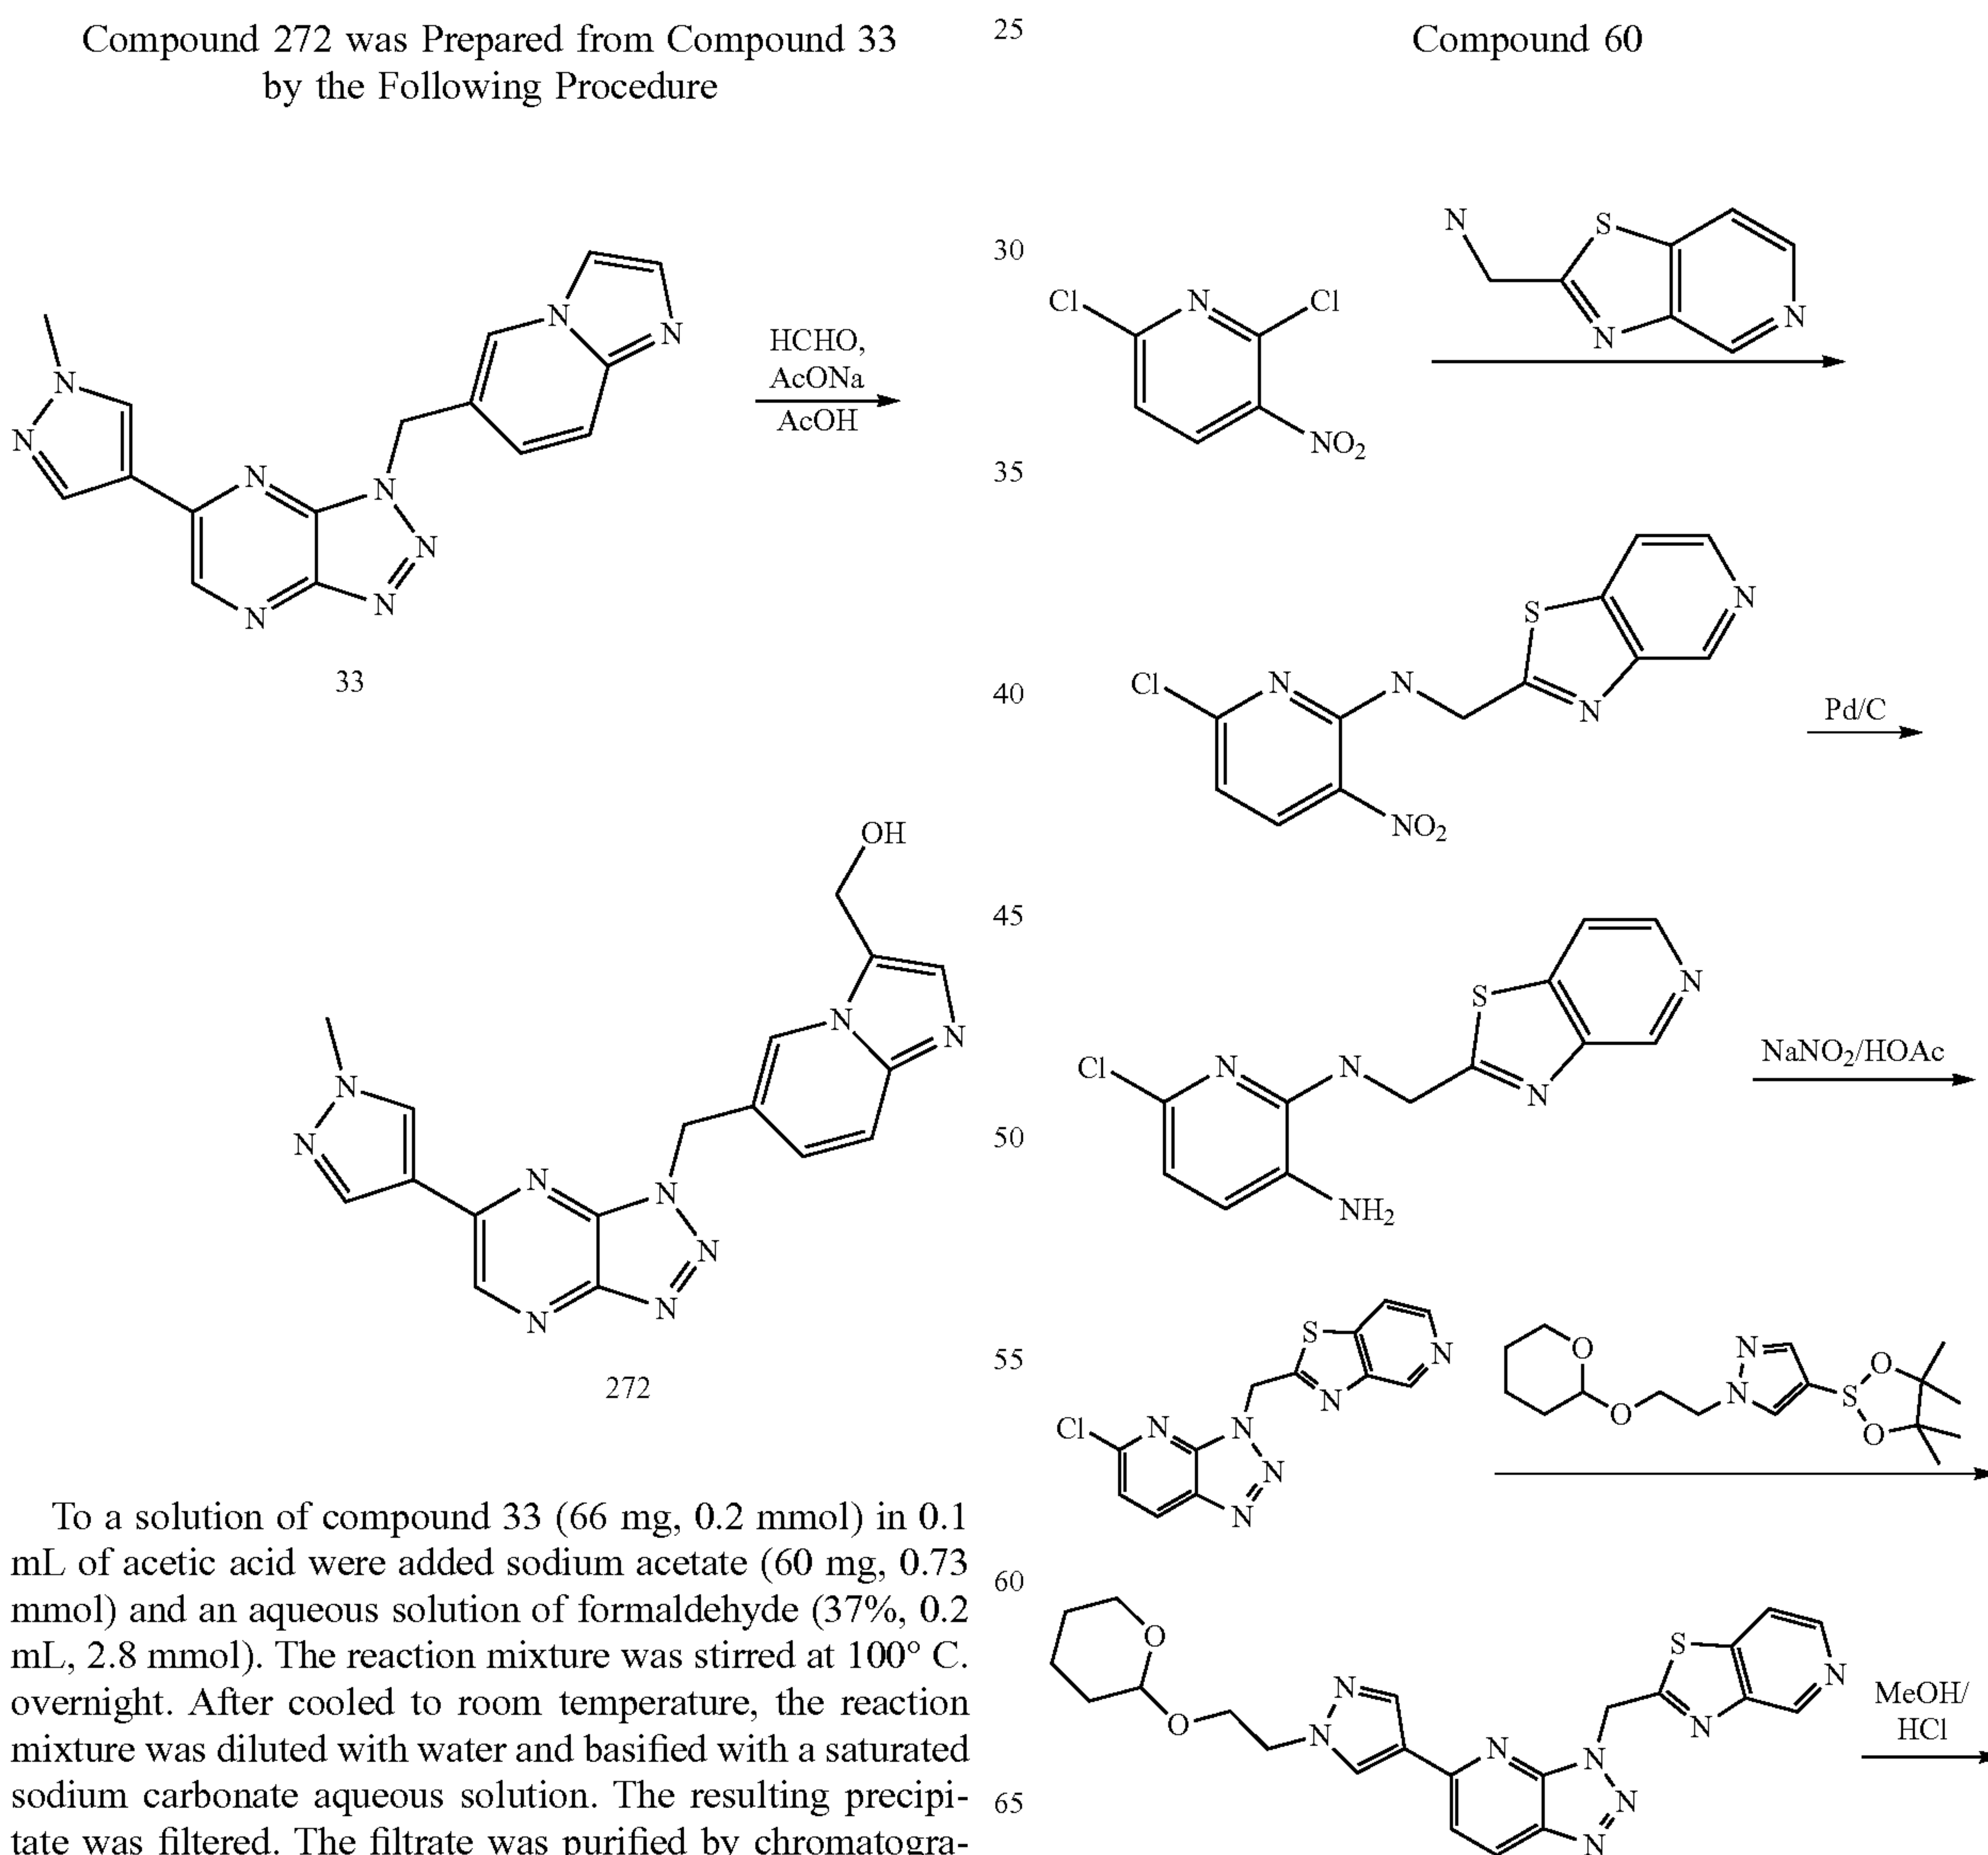 Compound 272 was Prepared from Compound 33
by the Following Procedure
N
N
N
N
N
N
N
N
N
HCHO,
AcONa
AcOH
33
OH
N
N
N
N
N
N
N
N
N
272
To a solution of compound 33 (66 mg, 0.2 mmol) in 0.1
mL of acetic acid were added sodium acetate (60 mg, 0.73
mmol) and an aqueous solution of formaldehyde (37%, 0.2
mL, 2.8 mmol). The reaction mixture was stirred at 100° C.
overnight. After cooled to room temperature, the reaction
mixture was diluted with water and basified with a saturated
sodium carbonate aqueous solution. The resulting precipi-
tate was filtered. The filtrate was purified by chromatogra-
25
30
35
40
45
50
55
60
65
Compound 60
Cl
N
Cl
NO2
N
S
N
N
Cl
N
N
NO2
S
N
N
Pd/C
Cl
N
N
NH2
S
N
N
NaNO2/HOAc
Cl
N
N
N
N
S
N
N
O
O
N
N
S
O
O
O
O
N
N
N
N
N
N
S
N
N
MeOH/
HCl